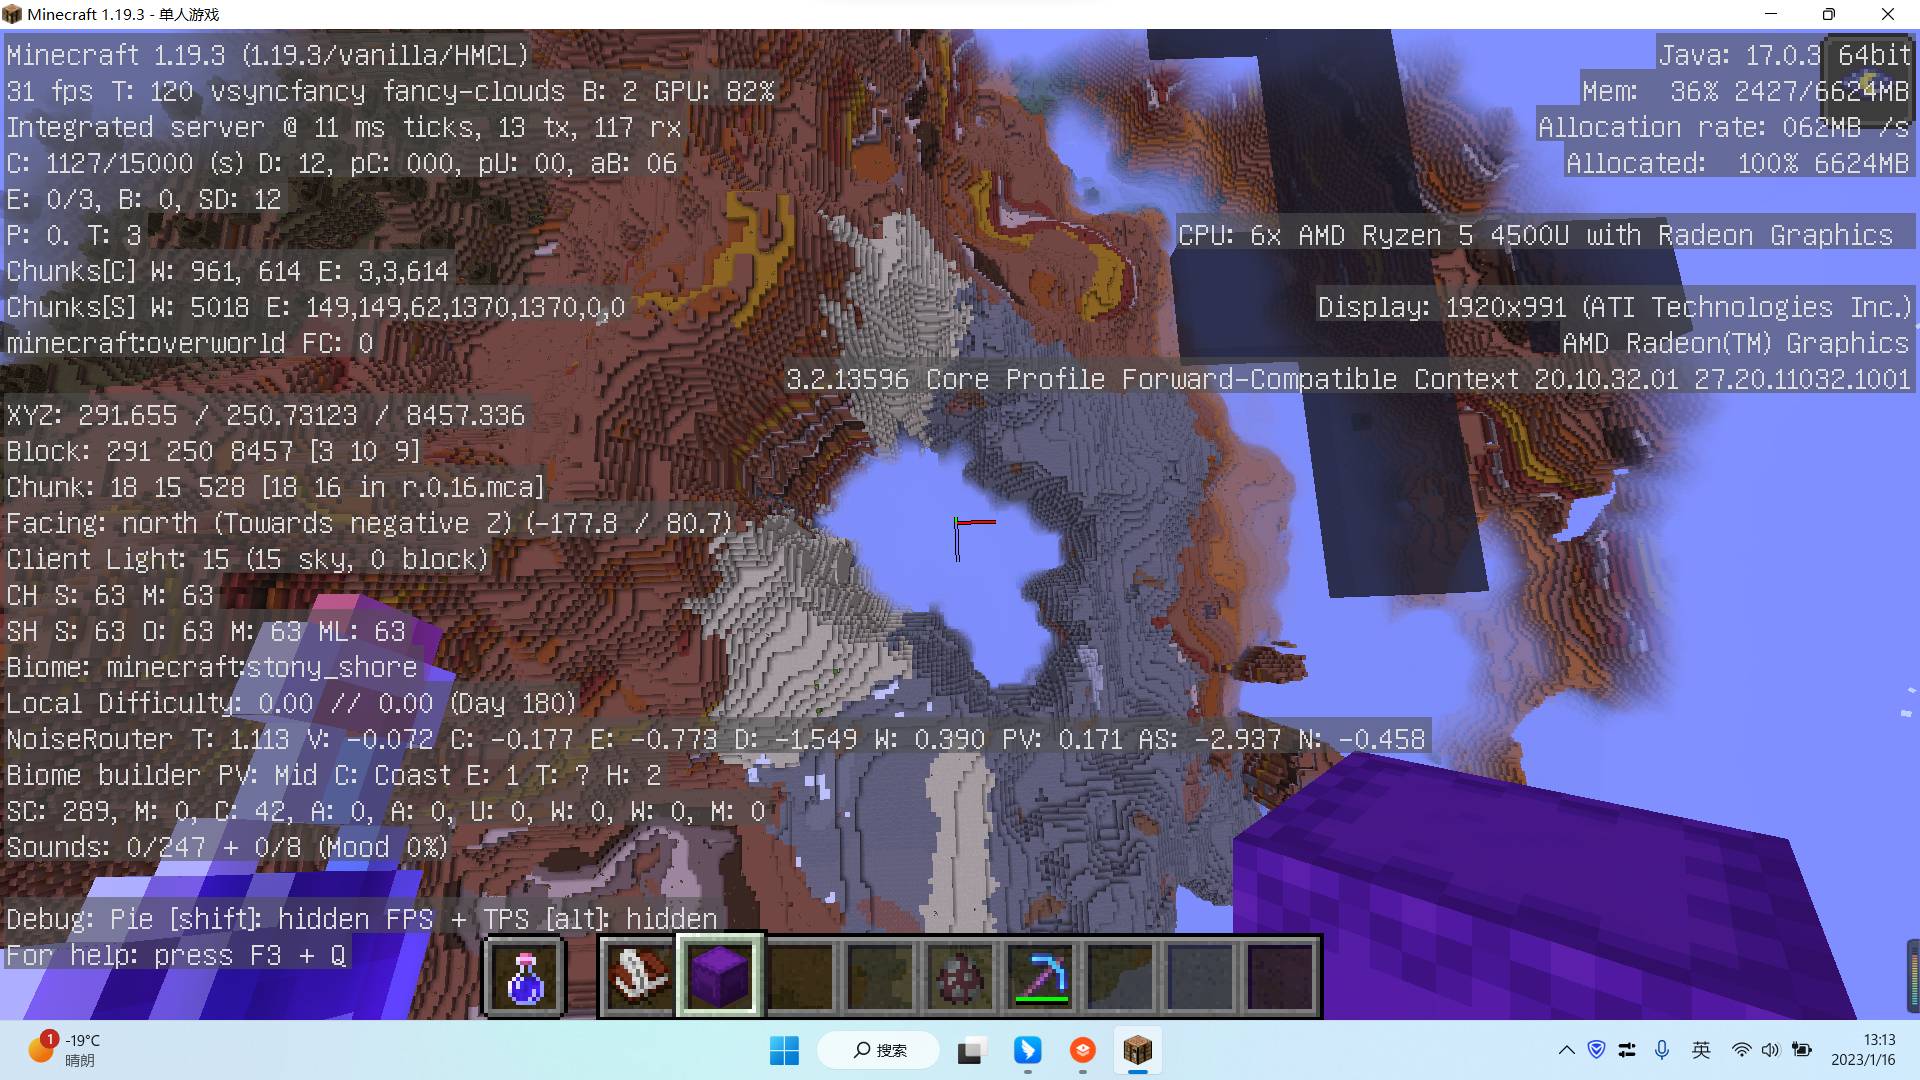 Minecraft 1.19.3 - 单人游戏
Minecraft 1.19.3 (1.19.3/vanilla/HMCL)
31 fps T: 120 vsyncfancy fancy-clouds B: 2 GPU: 82%
Integrated server @ 11 ms ticks, 13 tx, 117 rx
C: 1127/15000 (s) D: 12, pC: 000, pU: 00, aB: 06
E: 0/3, B: 0, SD: 12
P: 0. T: 3
Chunks[C] W: 961, 614 E: 3,3,614
Chunks[S] W: 5018 E: 149,149,62,1370,1370,0,0
minecraft:overworld FC: 0
XYZ: 291.655 / 250.73123 / 8457.336
Block: 291 250 8457 [3 10 9]
Chunk: 18 15 528 [18 16 in r.0.16.mca]
Facing: north (Towards negative Z) (-177.8 / 80.7)
Client Light: 15 (15 sky, 0 block)
CH S: 63 M: 63
SH S: 63 O: 63 M: 63 ML: 63
Biome: minecraft:stony_shore
Local Difficulty: 0.00 // 0.00 (Day 180)
NoiseRouter T: 1.113 V: -0.072 C: -0.177 E: -0.773 D: -1.549 W: 0.390 PV: 0.171 AS: -2.937 N: -0.458
Biome builder PV: Mid C: Coast E: 1 T: ? H: 2
SC: 289, M: 0, C: 42, A: 0, A: 0, U: 0, W: 0, W: 0, M: 0
Sounds: 0/247 + 0/8 (Mood 0%)
Debug: Pie [shift]: hidden FPS + TPS [alt]: hidden
For help: press F3 + Q
Java: 17.0.3 64bit
Mem: 36% 2427/6624MB
Allocation rate: 062MB /s
Allocated: 100% 6624MB
CPU: 6x AMD Ryzen 5 4500U with Radeon Graphics
Display: 1920x991 (ATI Technologies Inc.)
AMD Radeon(TM) Graphics
3.2.13596 Core Profile Forward-Compatible Context 20.10.32.01 27.20.11032.1001
1
-19°C
晴朗
搜索
英
13:13
2023/1/16